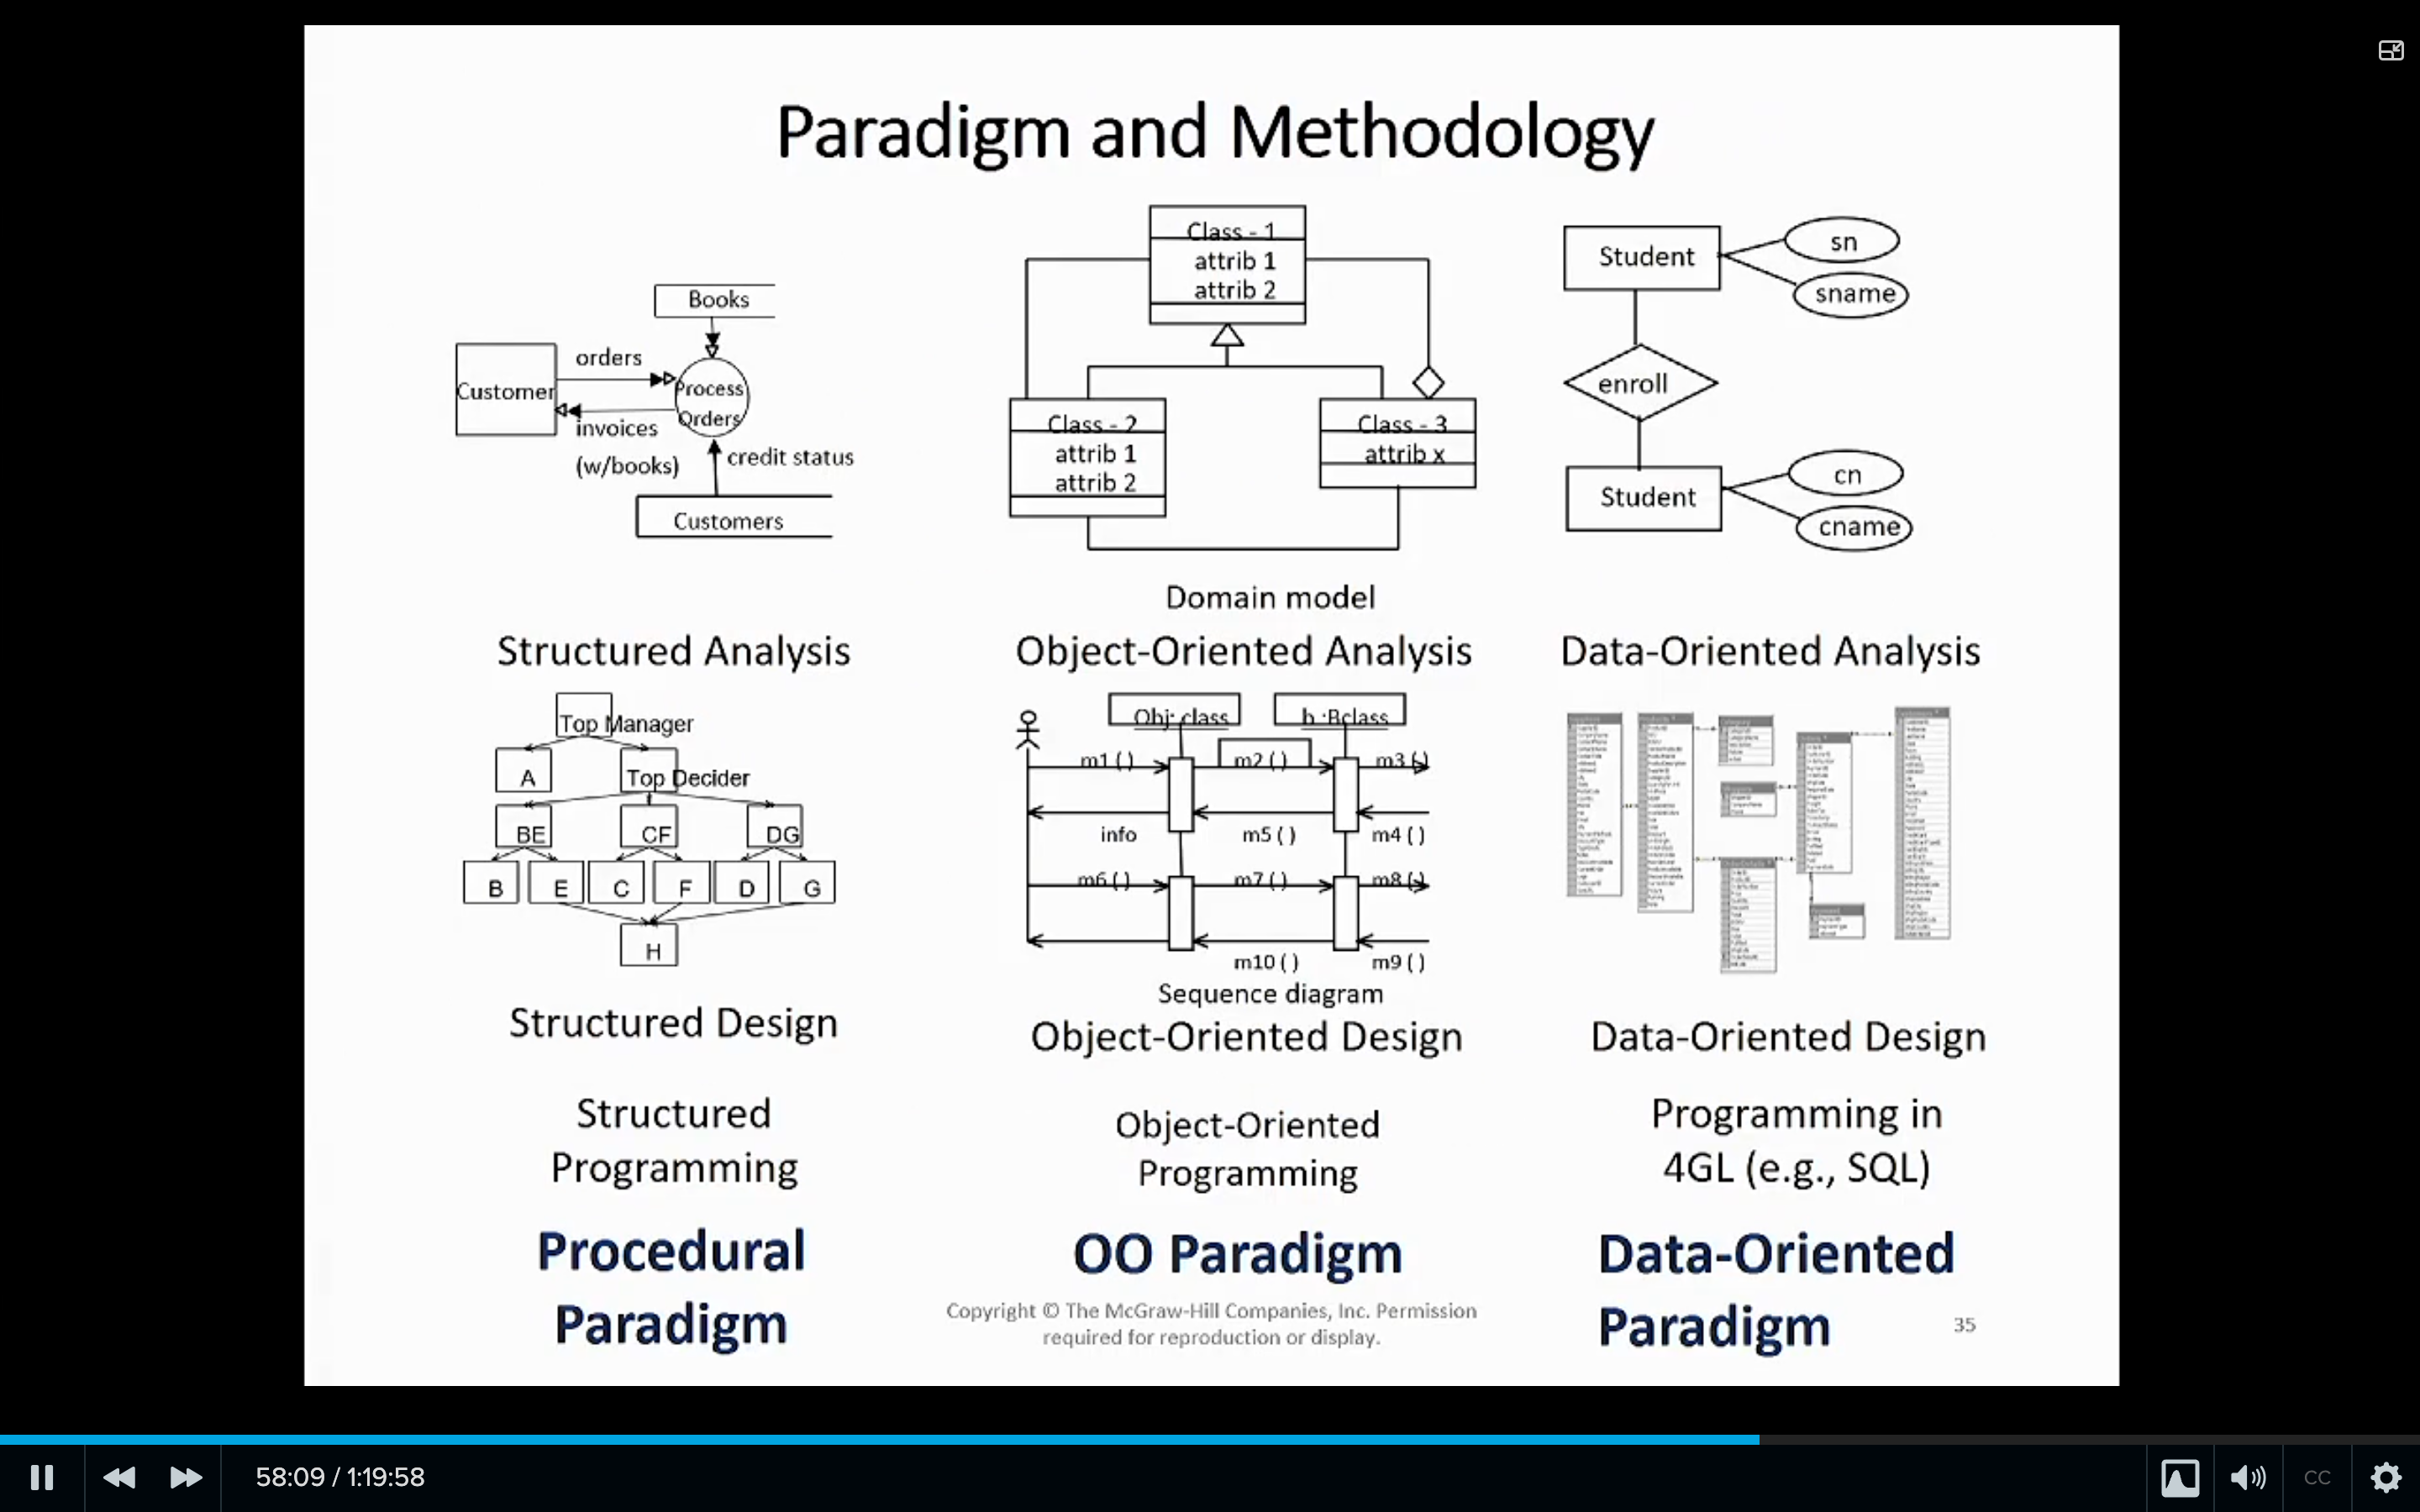 Paradigm and Methodology
Books
orders
Customer
Process
Orders
invoices
(w/books)
credit status
Customers
Structured Analysis
Class - 1
attrib 1
attrib 2
Class - 2
attrib 1
attrib 2
Class - 3
attrib x
Domain model
Object-Oriented Analysis
Student
sn
sname
enroll
Student
cn
cname
Data-Oriented Analysis
Top Manager
A
Top Decider
BE
CF
DG
B
E
C
F
D
G
H
Structured Design
Obj: class
b :Bclass
m1 ( )
m2 ( )
m3 ( )
info
m5 ( )
m4 ( )
m6 ( )
m7 ( )
m8 ( )
m10 ( )
m9 ( )
Sequence diagram
Object-Oriented Design
Data-Oriented Design
Structured
Programming
Object-Oriented
Programming
Programming in
4GL (e.g., SQL)
Procedural
Paradigm
OO Paradigm
Data-Oriented
Paradigm
Copyright © The McGraw-Hill Companies, Inc. Permission
required for reproduction or display.
35
58:09 / 1:19:58
CC